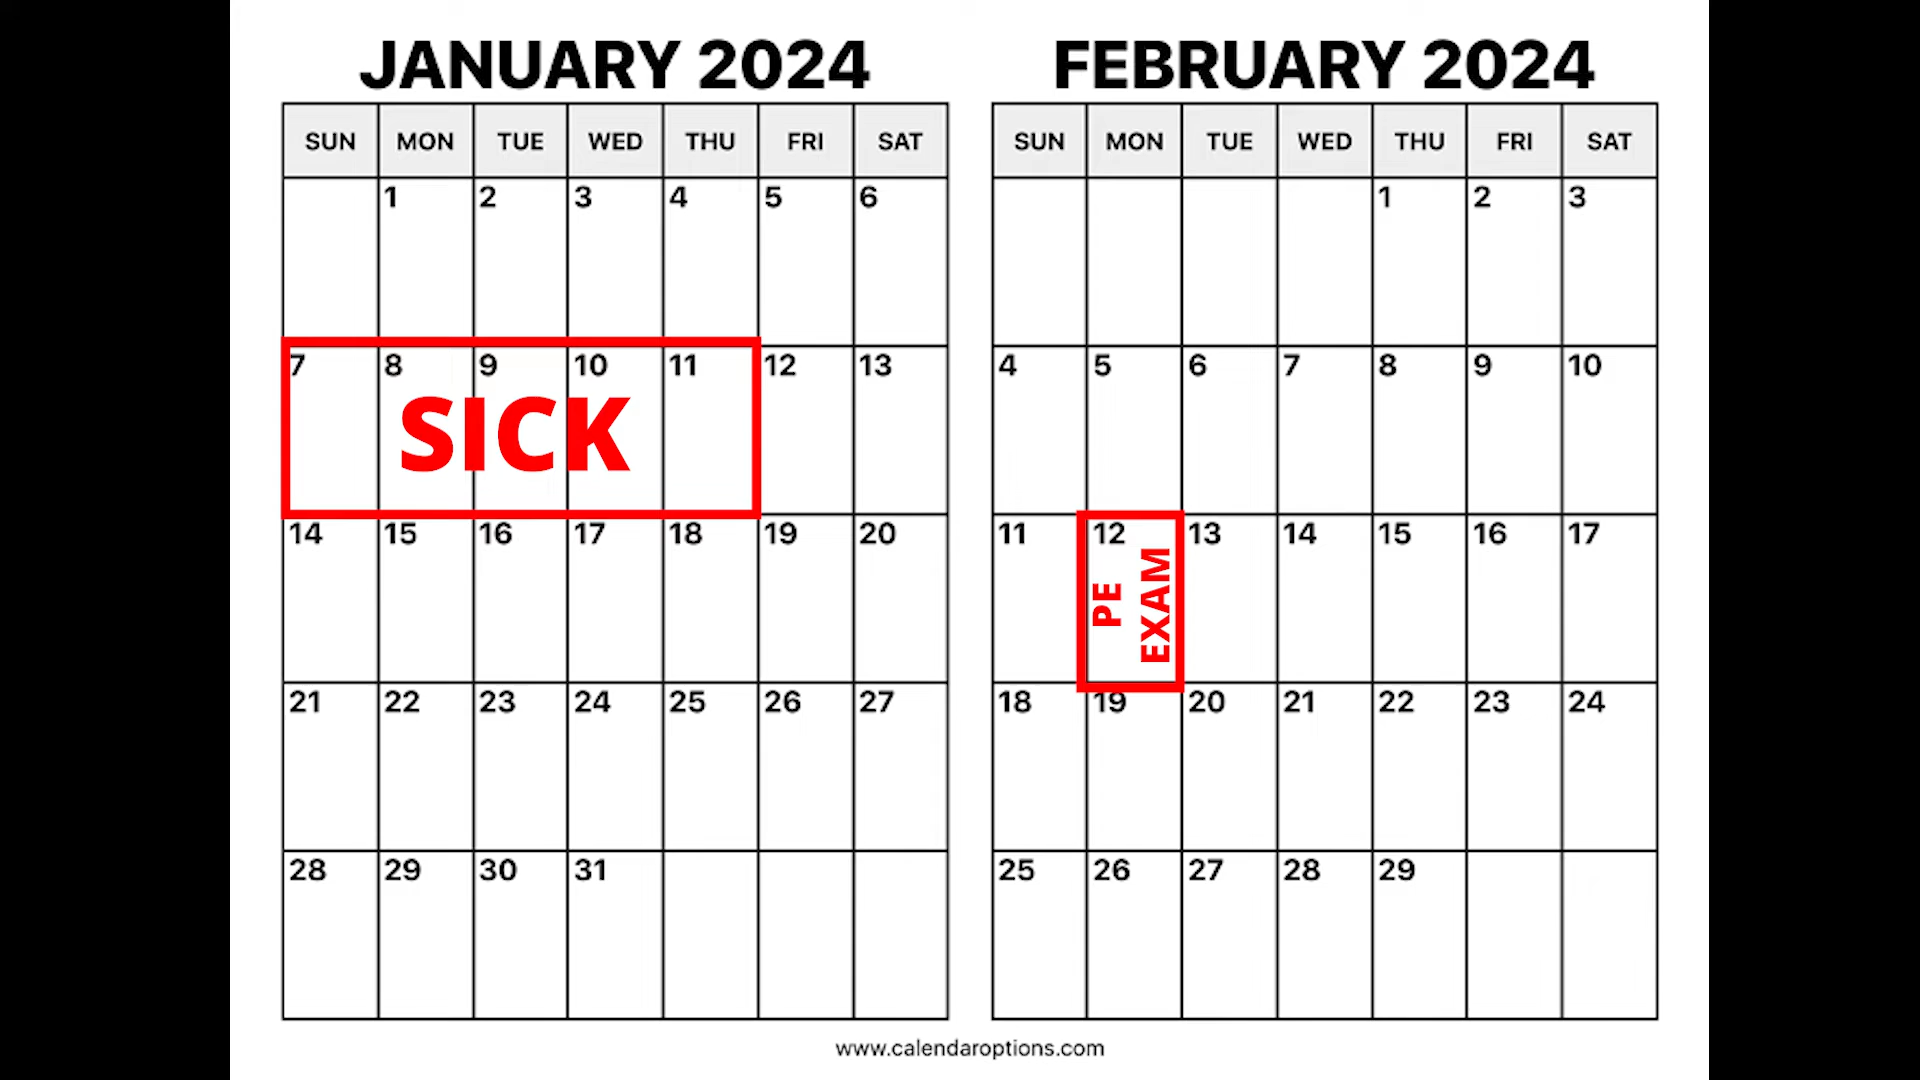 JANUARY 2024
SUN MON TUE WED THU FRI SAT
1 2 3 4 5 6
7 8 9 10 11 12 13
SICK
14 15 16 17 18 19 20
21 22 23 24 25 26 27
28 29 30 31
FEBRUARY 2024
SUN MON TUE WED THU FRI SAT
1 2 3
4 5 6 7 8 9 10
11 12 13 14 15 16 17
PE
EXAM
18 19 20 21 22 23 24
25 26 27 28 29
www.calendaroptions.com